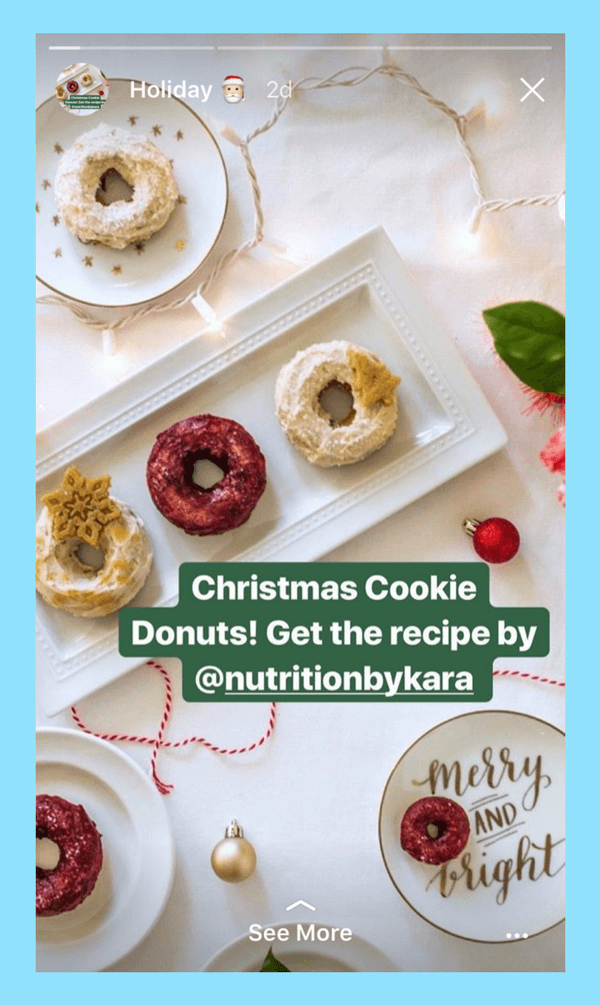 Holiday 🎅🏻 2d
Christmas Cookie
Donuts! Get the recipe by
@nutritionbykara
merry
AND
bright
See More